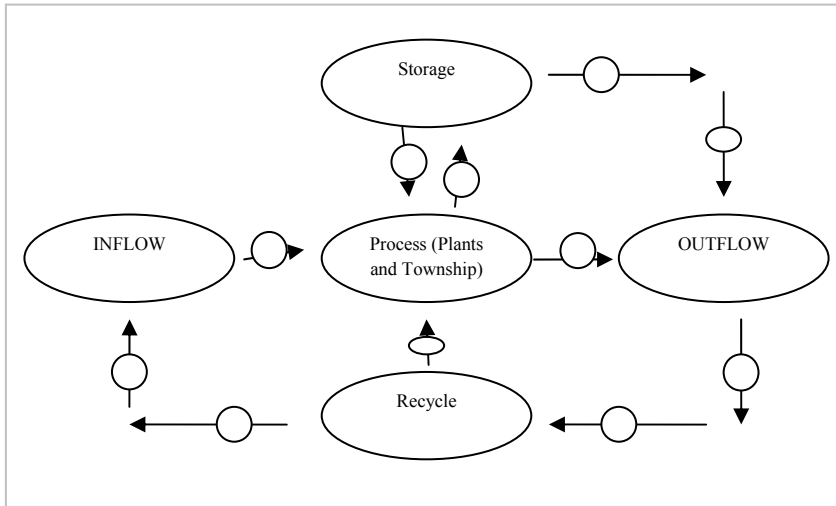 Storage
INFLOW
Process (Plants
and Township)
OUTFLOW
Recycle